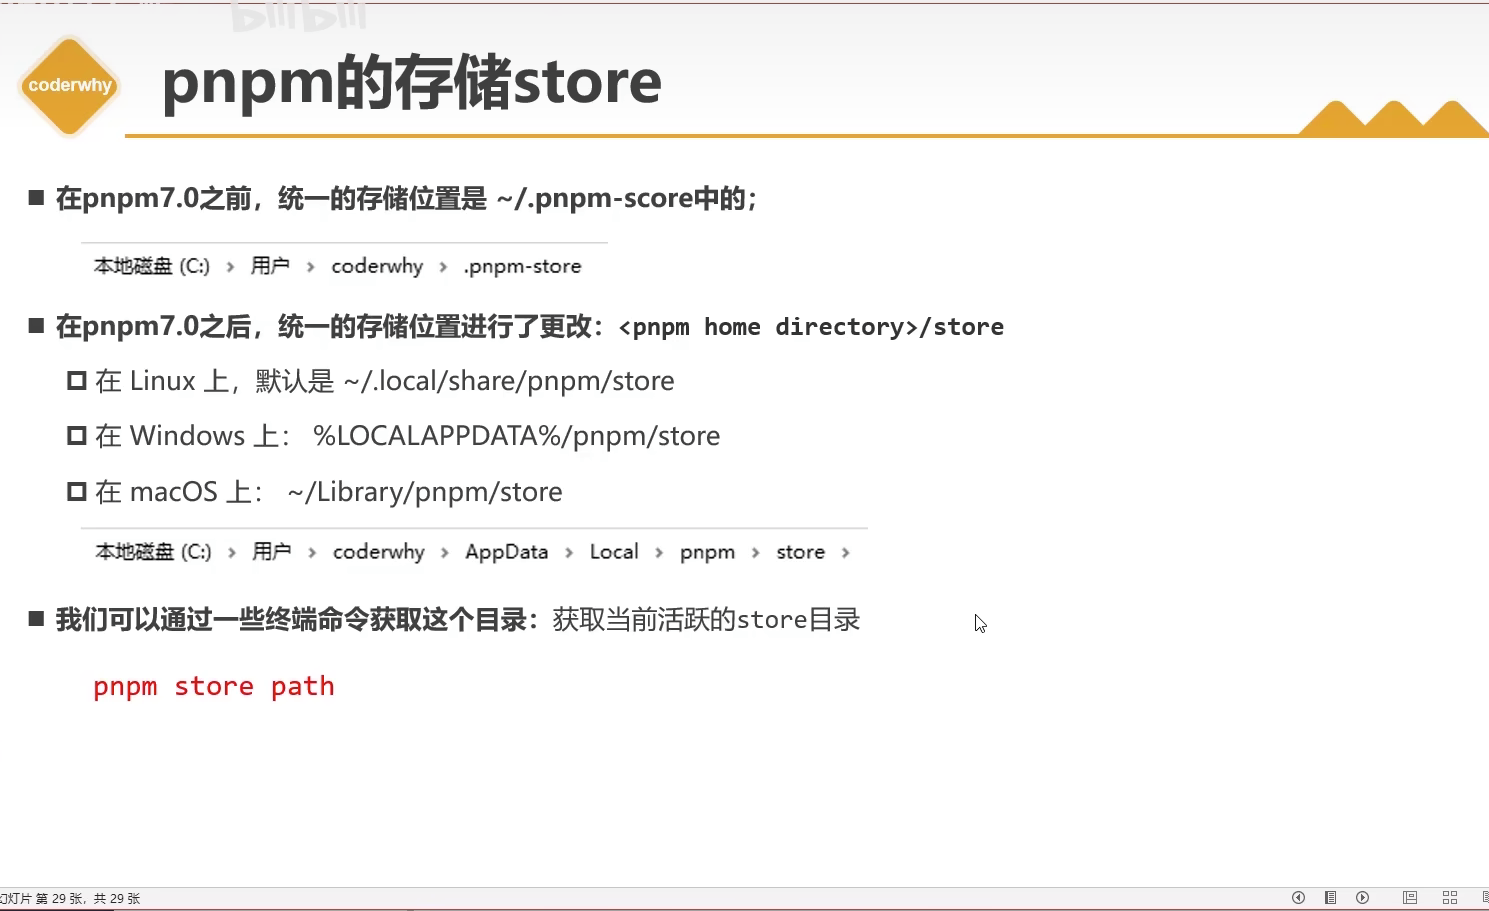 bilibili
coderwhy
pnpm的存储store
在pnpm7.0之前，统一的存储位置是 ~/.pnpm-score中的；
本地磁盘 (C:) › 用户 › coderwhy › .pnpm-store
在pnpm7.0之后，统一的存储位置进行了更改：<pnpm home directory>/store
在 Linux 上，默认是 ~/.local/share/pnpm/store
在 Windows 上： %LOCALAPPDATA%/pnpm/store
在 macOS 上： ~/Library/pnpm/store
本地磁盘 (C:) › 用户 › coderwhy › AppData › Local › pnpm › store ›
我们可以通过一些终端命令获取这个目录：获取当前活跃的store目录
pnpm store path
幻灯片 第 29 张，共 29 张